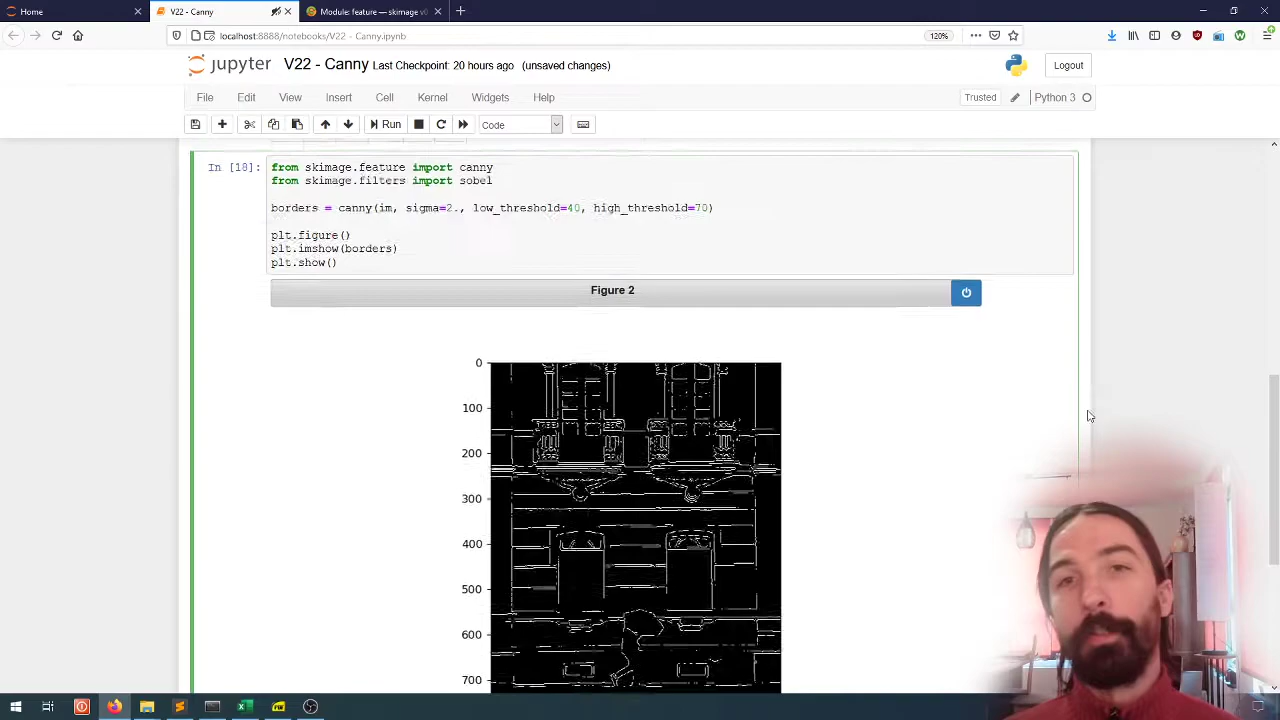 Home
V22 - Canny
Module: feature — skimage v0
localhost:8888/notebooks/V22 - Canny.ipynb
120%
jupyter V22 - Canny Last Checkpoint: 20 hours ago (unsaved changes)
Logout
File Edit View Insert Cell Kernel Widgets Help
Trusted
Python 3
Run
Code
In [18]:
from skimage.feature import canny
from skimage.filters import sobel
borders = canny(im, sigma=2., low_threshold=40, high_threshold=70)
plt.figure()
plt.imshow(borders)
plt.show()
Figure 2
0
100
200
300
400
500
600
700